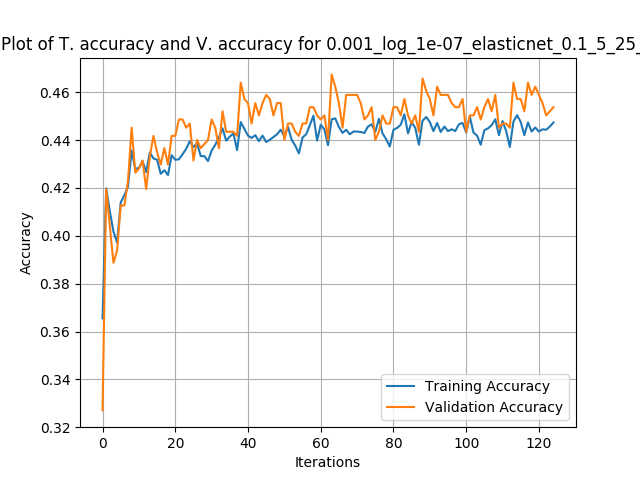 Plot of T. accuracy and V. accuracy for 0.001_log_1e-07_elasticnet_0.1_5_25_
0.46
0.44
0.42
0.40
0.38
0.36
0.34
0.32
Accuracy
0 20 40 60 80 100 120
Iterations
Training Accuracy
Validation Accuracy